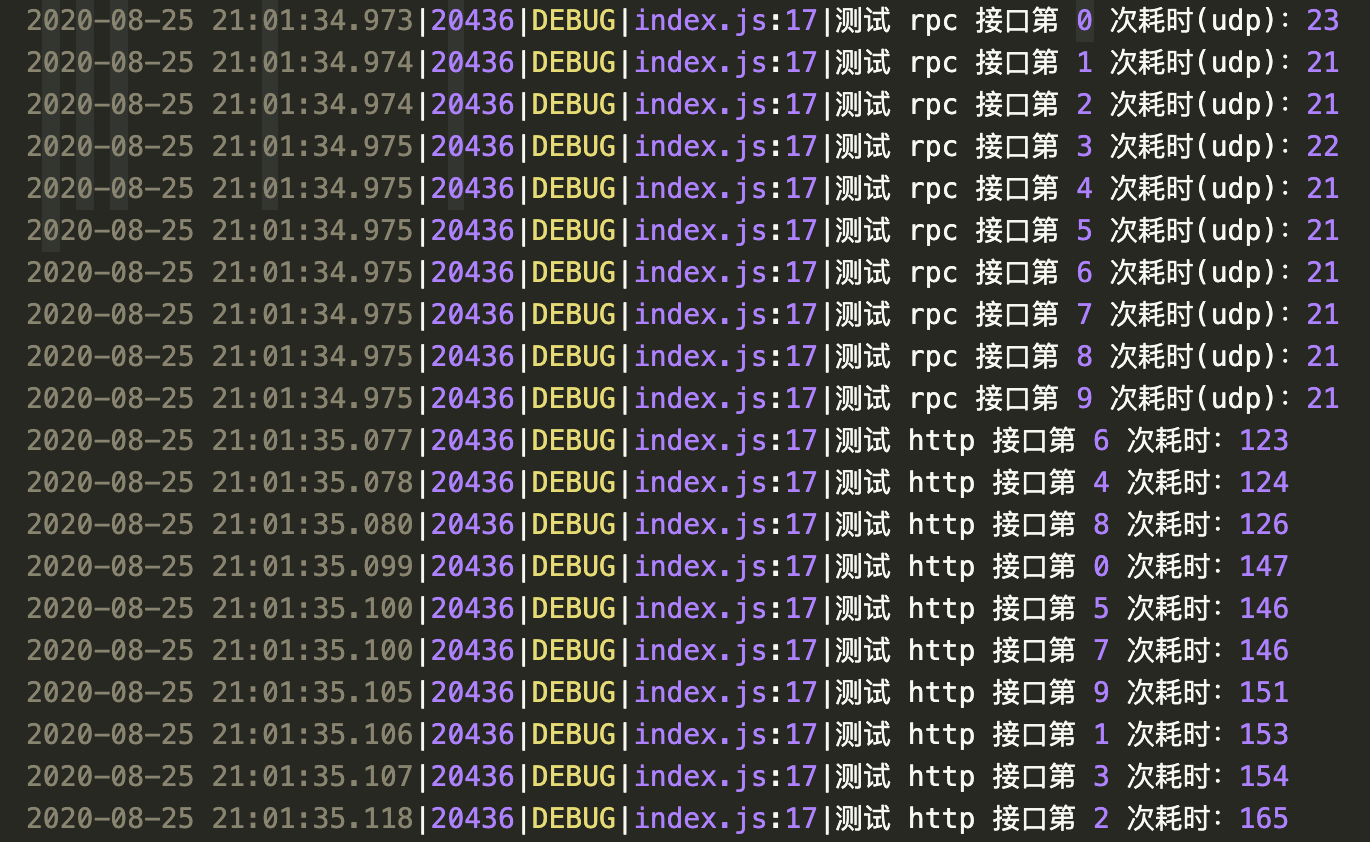 2020-08-25 21:01:34.973|20436|DEBUG|index.js:17|测试 rpc 接口第 0 次耗时(udp): 23
2020-08-25 21:01:34.974|20436|DEBUG|index.js:17|测试 rpc 接口第 1 次耗时(udp): 21
2020-08-25 21:01:34.974|20436|DEBUG|index.js:17|测试 rpc 接口第 2 次耗时(udp): 21
2020-08-25 21:01:34.975|20436|DEBUG|index.js:17|测试 rpc 接口第 3 次耗时(udp): 22
2020-08-25 21:01:34.975|20436|DEBUG|index.js:17|测试 rpc 接口第 4 次耗时(udp): 21
2020-08-25 21:01:34.975|20436|DEBUG|index.js:17|测试 rpc 接口第 5 次耗时(udp): 21
2020-08-25 21:01:34.975|20436|DEBUG|index.js:17|测试 rpc 接口第 6 次耗时(udp): 21
2020-08-25 21:01:34.975|20436|DEBUG|index.js:17|测试 rpc 接口第 7 次耗时(udp): 21
2020-08-25 21:01:34.975|20436|DEBUG|index.js:17|测试 rpc 接口第 8 次耗时(udp): 21
2020-08-25 21:01:34.975|20436|DEBUG|index.js:17|测试 rpc 接口第 9 次耗时(udp): 21
2020-08-25 21:01:35.077|20436|DEBUG|index.js:17|测试 http 接口第 6 次耗时: 123
2020-08-25 21:01:35.078|20436|DEBUG|index.js:17|测试 http 接口第 4 次耗时: 124
2020-08-25 21:01:35.080|20436|DEBUG|index.js:17|测试 http 接口第 8 次耗时: 126
2020-08-25 21:01:35.099|20436|DEBUG|index.js:17|测试 http 接口第 0 次耗时: 147
2020-08-25 21:01:35.100|20436|DEBUG|index.js:17|测试 http 接口第 5 次耗时: 146
2020-08-25 21:01:35.100|20436|DEBUG|index.js:17|测试 http 接口第 7 次耗时: 146
2020-08-25 21:01:35.105|20436|DEBUG|index.js:17|测试 http 接口第 9 次耗时: 151
2020-08-25 21:01:35.106|20436|DEBUG|index.js:17|测试 http 接口第 1 次耗时: 153
2020-08-25 21:01:35.107|20436|DEBUG|index.js:17|测试 http 接口第 3 次耗时: 154
2020-08-25 21:01:35.118|20436|DEBUG|index.js:17|测试 http 接口第 2 次耗时: 165